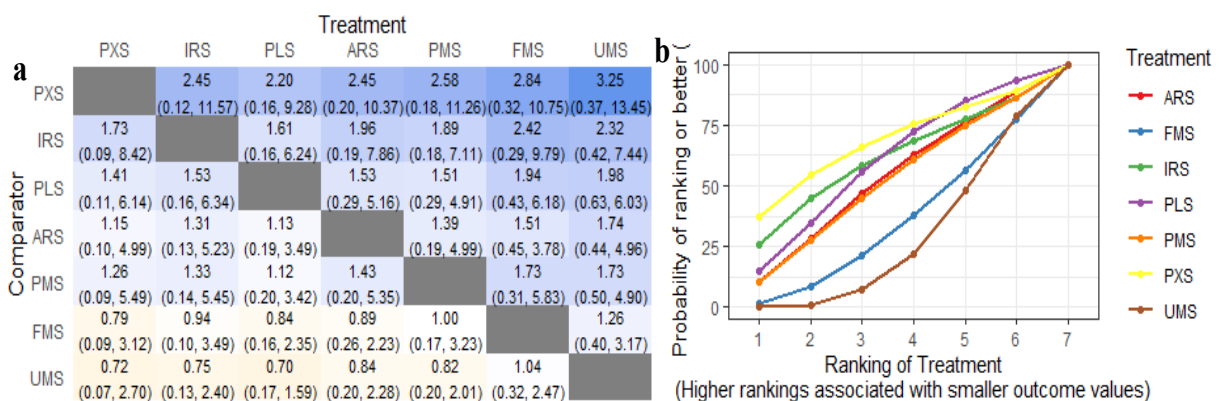 Treatment
PXS IRS PLS ARS PMS FMS UMS
a
Comparator
PXS 2.45 2.20 2.45 2.58 2.84 3.25
(0.12, 11.57) (0.16, 9.28) (0.20, 10.37) (0.18, 11.26) (0.32, 10.75) (0.37, 13.45)
IRS 1.73 1.61 1.96 1.89 2.42 2.32
(0.09, 8.42) (0.16, 6.24) (0.19, 7.86) (0.18, 7.11) (0.29, 9.79) (0.42, 7.44)
PLS 1.41 1.53 1.53 1.51 1.94 1.98
(0.11, 6.14) (0.16, 6.34) (0.29, 5.16) (0.29, 4.91) (0.43, 6.18) (0.63, 6.03)
ARS 1.15 1.31 1.13 1.39 1.51 1.74
(0.10, 4.99) (0.13, 5.23) (0.19, 3.49) (0.19, 4.99) (0.45, 3.78) (0.44, 4.96)
PMS 1.26 1.33 1.12 1.43 1.73 1.73
(0.09, 5.49) (0.14, 5.45) (0.20, 3.42) (0.20, 5.35) (0.31, 5.83) (0.50, 4.90)
FMS 0.79 0.94 0.84 0.89 1.00 1.26
(0.09, 3.12) (0.10, 3.49) (0.16, 2.35) (0.26, 2.23) (0.17, 3.23) (0.40, 3.17)
UMS 0.72 0.75 0.70 0.84 0.82 1.04
(0.07, 2.70) (0.13, 2.40) (0.17, 1.59) (0.20, 2.28) (0.20, 2.01) (0.32, 2.47)
b
Probability of ranking or better (
100
75
50
25
0
1 2 3 4 5 6 7
Ranking of Treatment
(Higher rankings associated with smaller outcome values)
Treatment
ARS
FMS
IRS
PLS
PMS
PXS
UMS